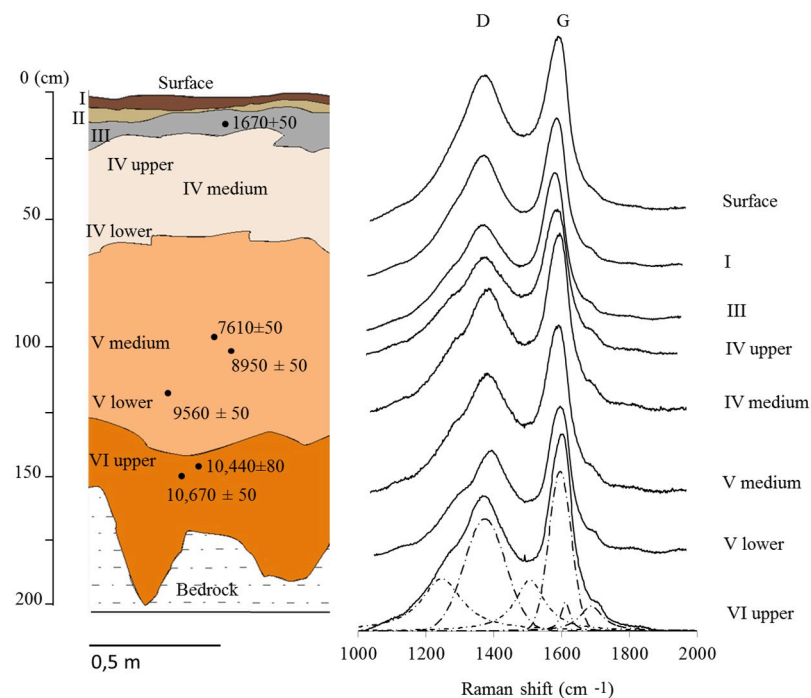 D G
0 (cm)
Surface
I
II
1670+50
III
IV upper
IV medium
50
IV lower
7610±50
100
V medium
8950 ± 50
V lower
9560 ± 50
VI upper
10,440±80
150
10,670 ± 50
Bedrock
200
0,5 m
Surface
I
III
IV upper
IV medium
V medium
V lower
VI upper
1000 1200 1400 1600 1800 2000
Raman shift (cm -1)